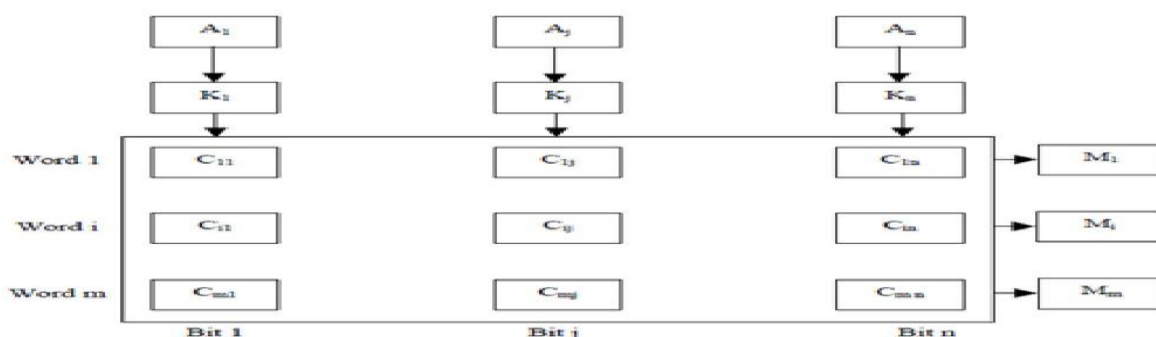 A₁ Aⱼ Aₙ
K₁ Kⱼ Kₙ
Word 1 C₁₁ C₁ⱼ C₁ₙ M₁
Word i Cᵢ₁ Cᵢⱼ Cᵢₙ Mᵢ
Word m Cₘ₁ Cₘⱼ Cₘₙ Mₘ
Bit 1 Bit j Bit n